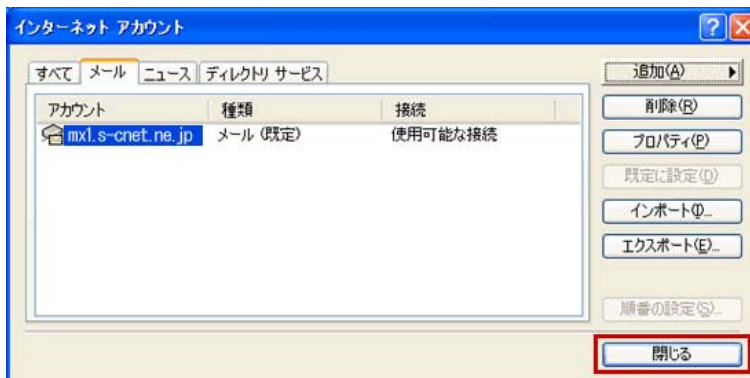 インターネット アカウント
すべて メール ニュース ディレクトリ サービス
アカウント 種類 接続
mx1.s-cnet.ne.jp メール (既定) 使用可能な接続
追加(A)
削除(R)
プロパティ(P)
既定に設定(D)
インポート(I)...
エクスポート(E)...
順番の設定(S)...
閉じる